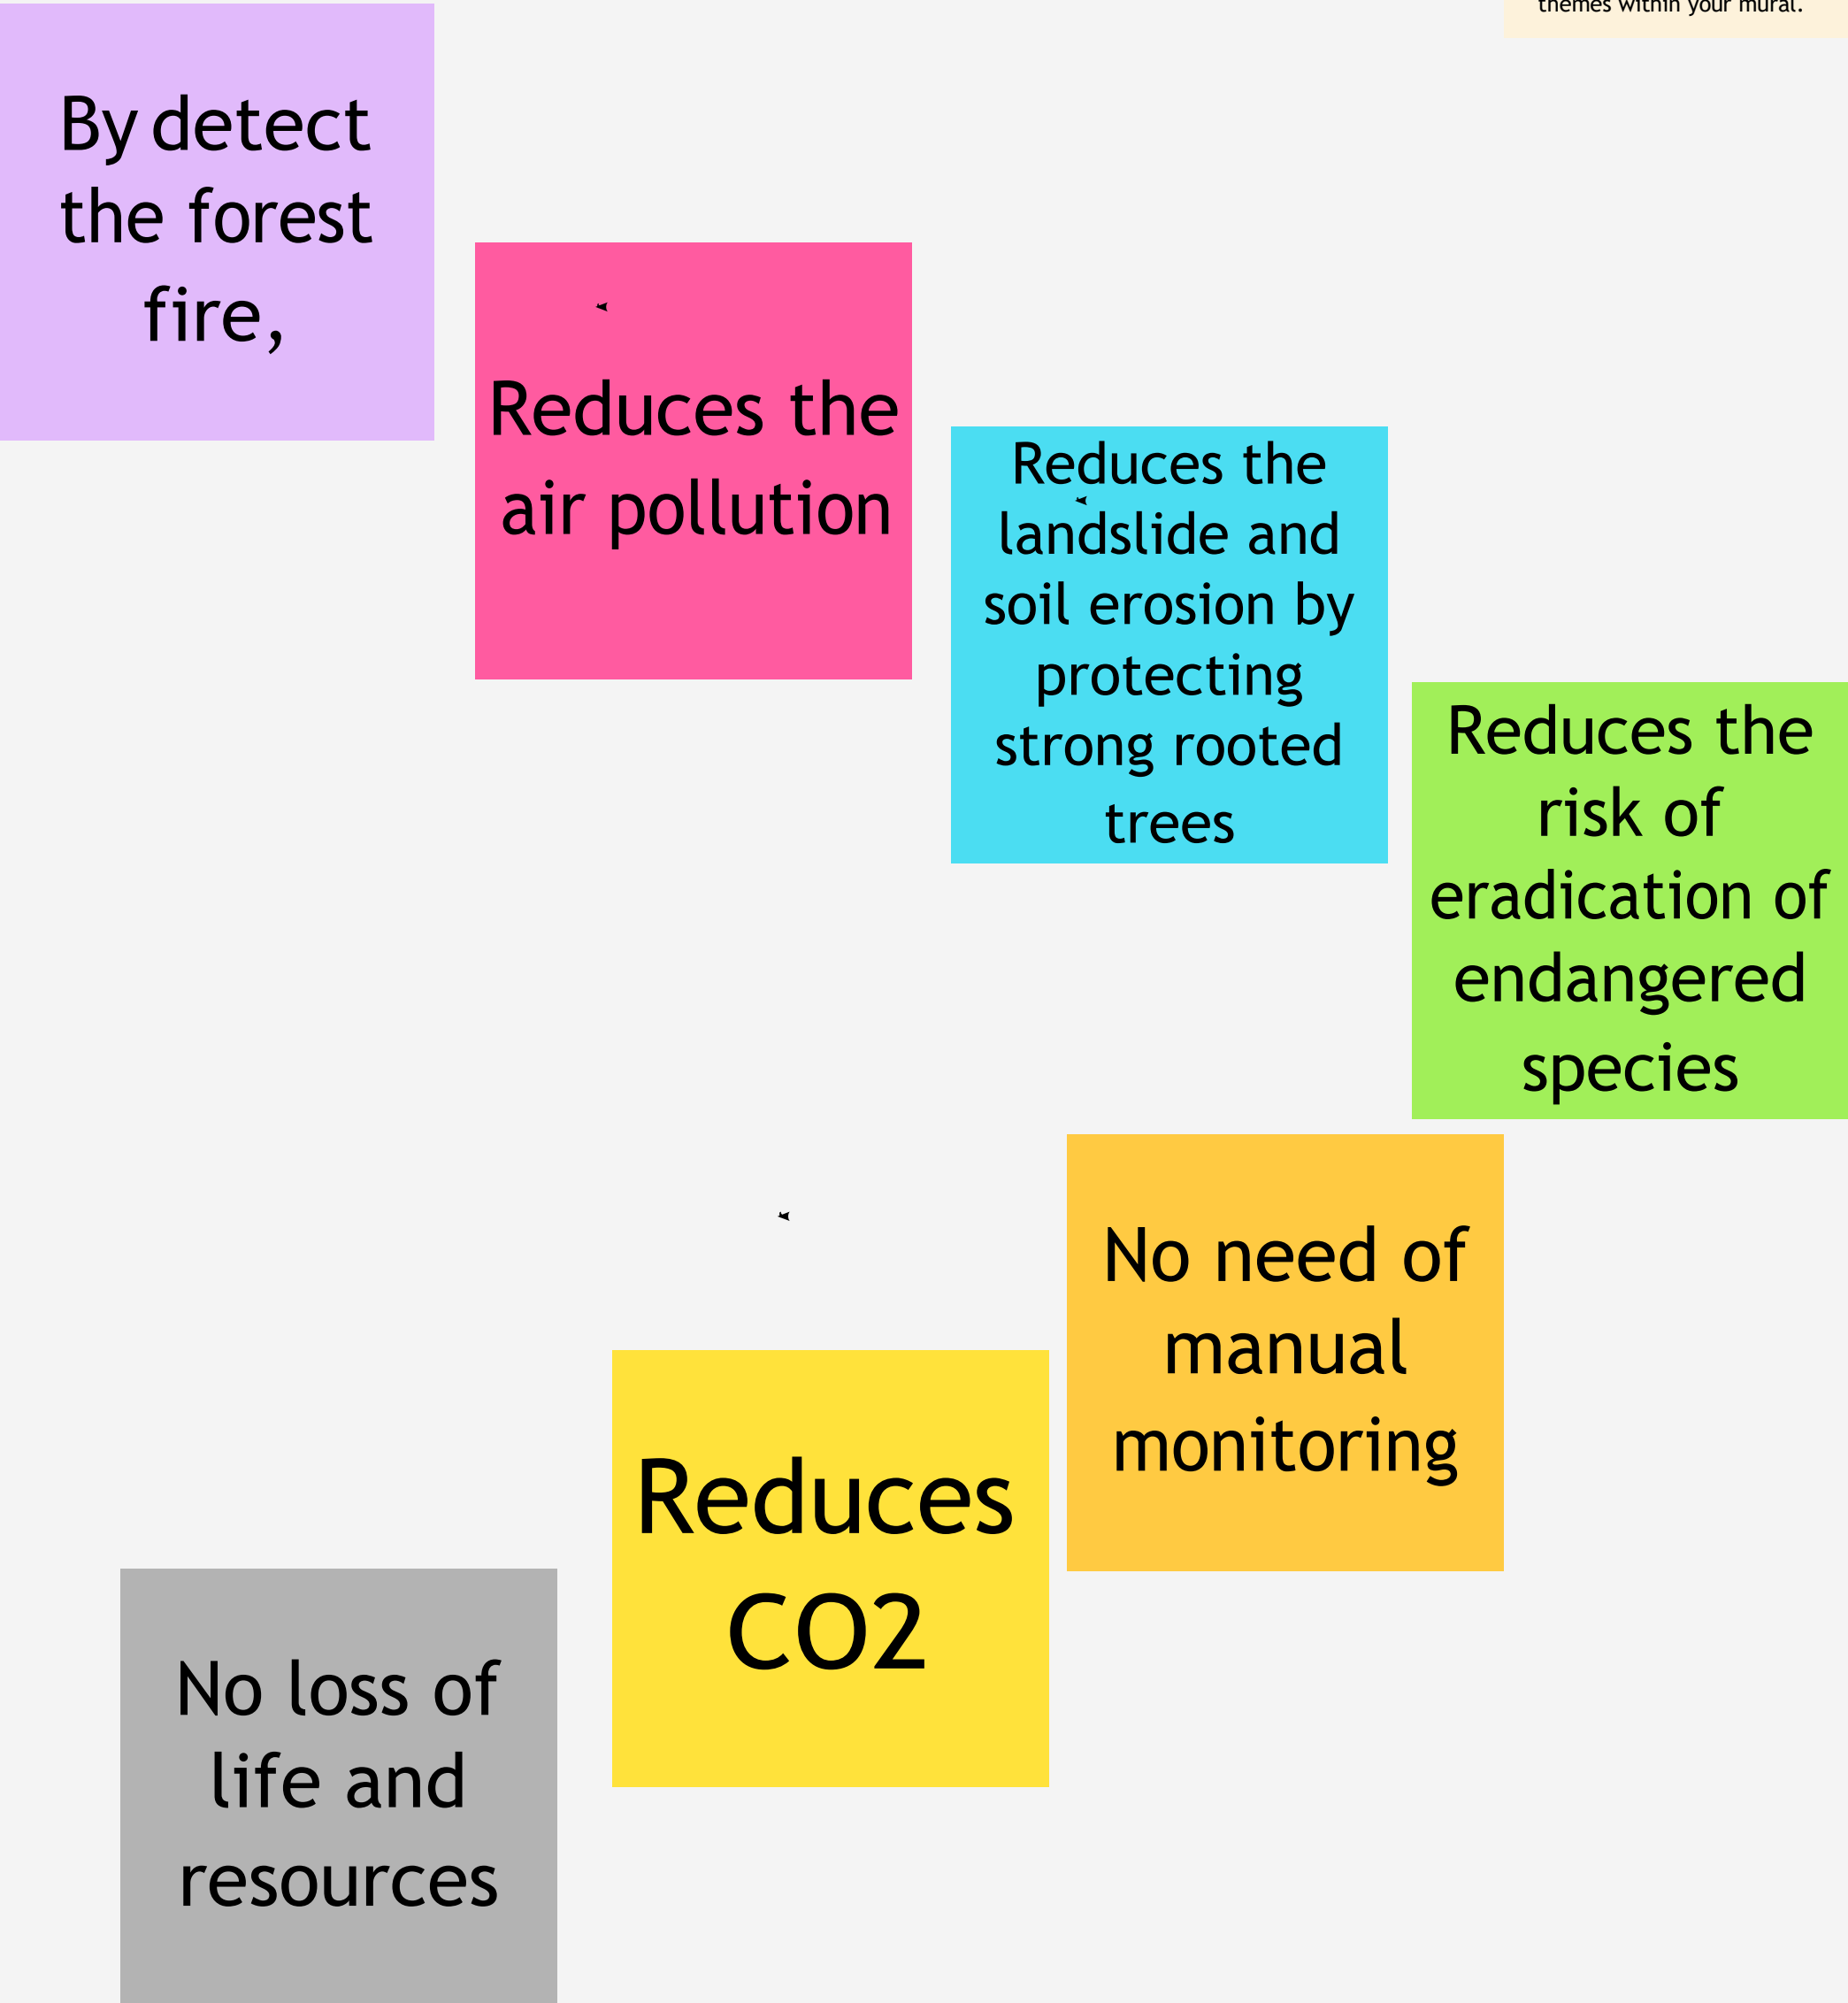 themes within your mural.
By detect
the forest
fire,
Reduces the
air pollution
Reduces the
landslide and
soil erosion by
protecting
strong rooted
trees
Reduces the
risk of
eradication of
endangered
species
No need of
manual
monitoring
Reduces
CO2
No loss of
life and
resources